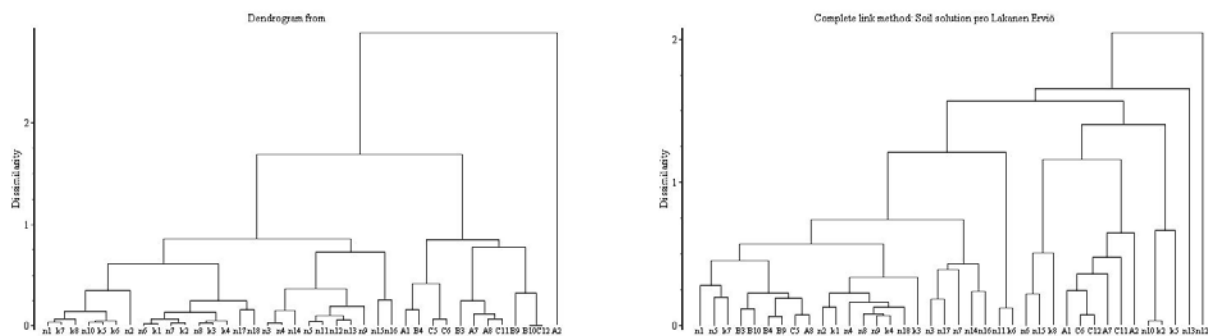 Dendrogram from
2
1
0
Dissimilarity
n1 k7 k8 n10 k5 k6 n2 n6 k1 n7 k2 n8 k3 k4 n17 n18 n3 n4 n14 n5 n11 n12 n13 n9 n15 n16 A1 B4 C5 C6 B3 A7 A8 C11 B9 B10 C12 A2
Complete link method: Soil solution pro Lakanen Erviö
2
1
0
Dissimilarity
n1 n5 k7 B3 B10 B4 B9 C5 A8 n2 k1 n4 n8 n9 k4 n18 k3 n3 n17 n7 n14 n16 n11 k6 n6 n15 k8 A1 C6 C12 A7 C11 A2 n10 k2 k5 n13 n12